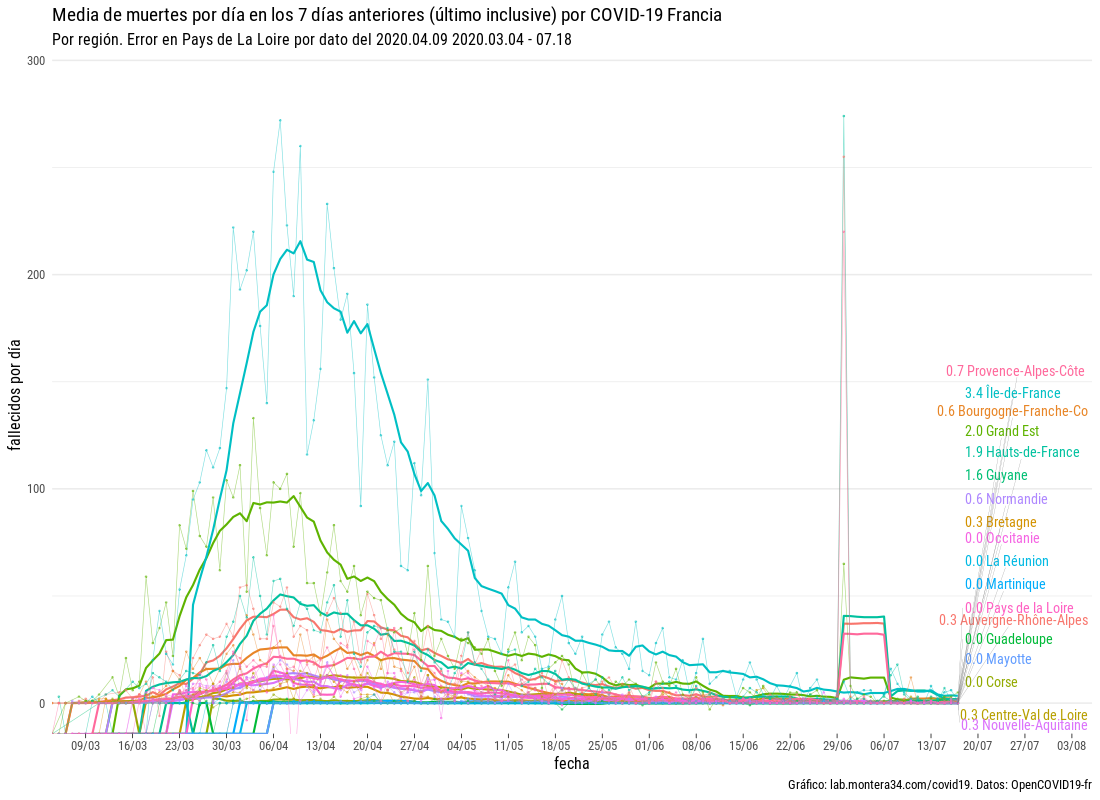 Media de muertes por día en los 7 días anteriores (último inclusive) por COVID-19 Francia
Por región. Error en Pays de La Loire por dato del 2020.04.09 2020.03.04 - 07.18
300
200
100
0
fallecidos por día
0.7 Provence-Alpes-Côte
3.4 Île-de-France
0.6 Bourgogne-Franche-Co
2.0 Grand Est
1.9 Hauts-de-France
1.6 Guyane
0.6 Normandie
0.3 Bretagne
0.0 Occitanie
0.0 La Réunion
0.0 Martinique
0.0 Pays de la Loire
0.3 Auvergne-Rhône-Alpes
0.0 Guadeloupe
0.0 Mayotte
0.0 Corse
0.3 Centre-Val de Loire
0.3 Nouvelle-Aquitaine
09/03 16/03 23/03 30/03 06/04 13/04 20/04 27/04 04/05 11/05 18/05 25/05 01/06 08/06 15/06 22/06 29/06 06/07 13/07 20/07 27/07 03/08
fecha
Gráfico: lab.montera34.com/covid19. Datos: OpenCOVID19-fr